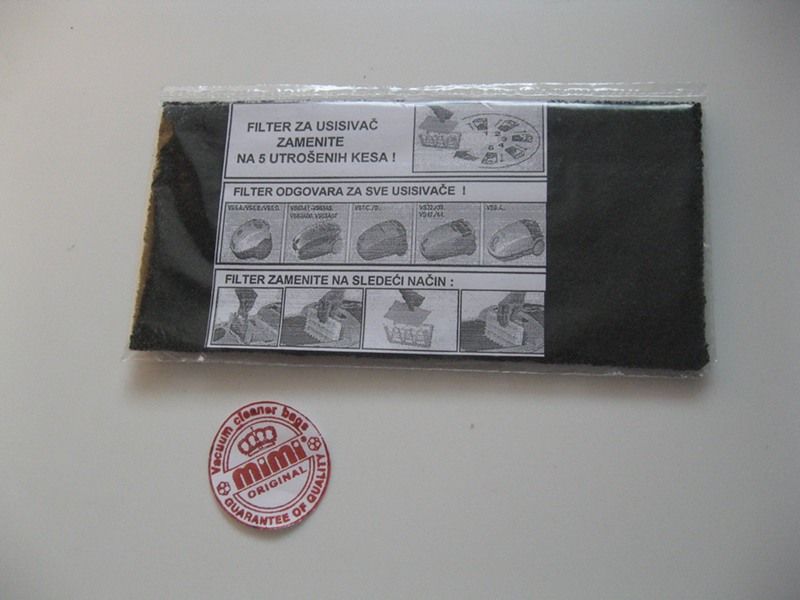 FILTER ZA USISIVAČ
ZAMENITE
NA 5 UTROŠENIH KESA !
FILTER ODGOVARA ZA SVE USISIVAČE !
FILTER ZAMENITE NA SLEDEĆI NAČIN :
Vacuum cleaner bags
mimi
ORIGINAL
GUARANTEE OF QUALITY